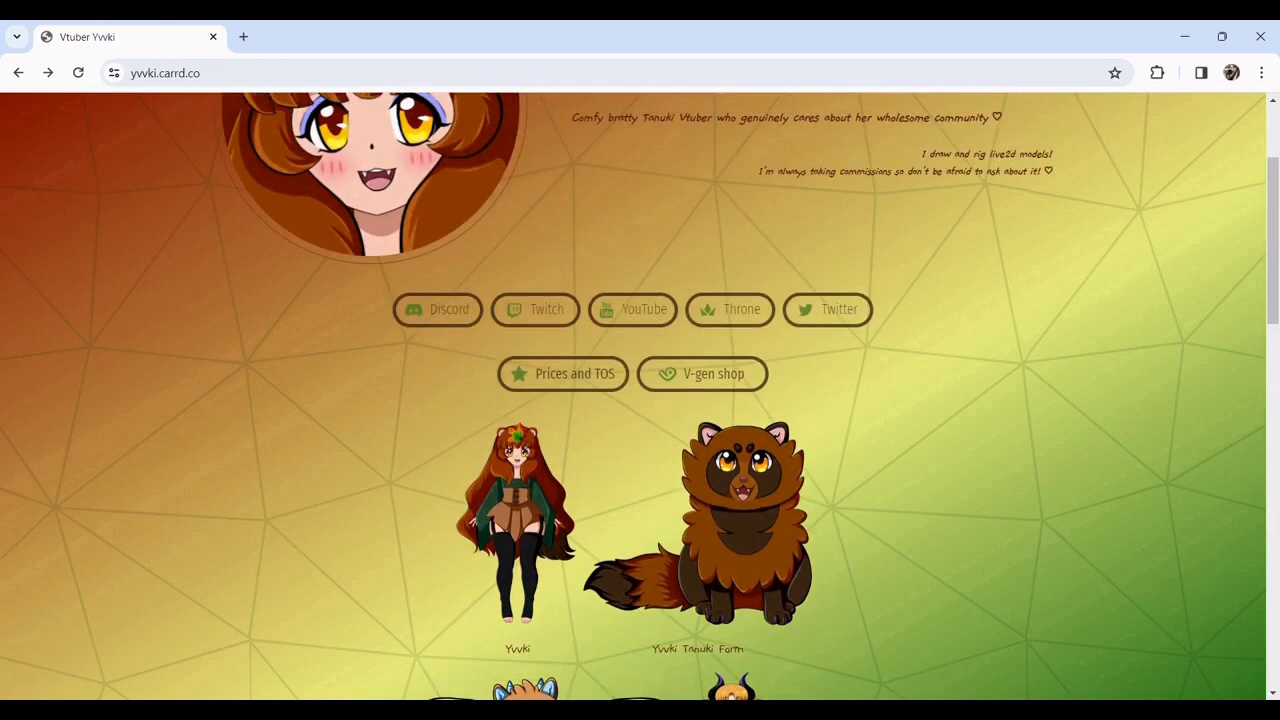 Vtuber Yvvki
yvvki.carrd.co
Comfy bratty Tanuki Vtuber who genuinely cares about her wholesome community ♡
I draw and rig live2d models!
I'm always taking commissions so don't be afraid to ask about it! ♡
Discord
Twitch
YouTube
Throne
Twitter
Prices and TOS
V-gen shop
Yvvki
Yvvki Tanuki Form